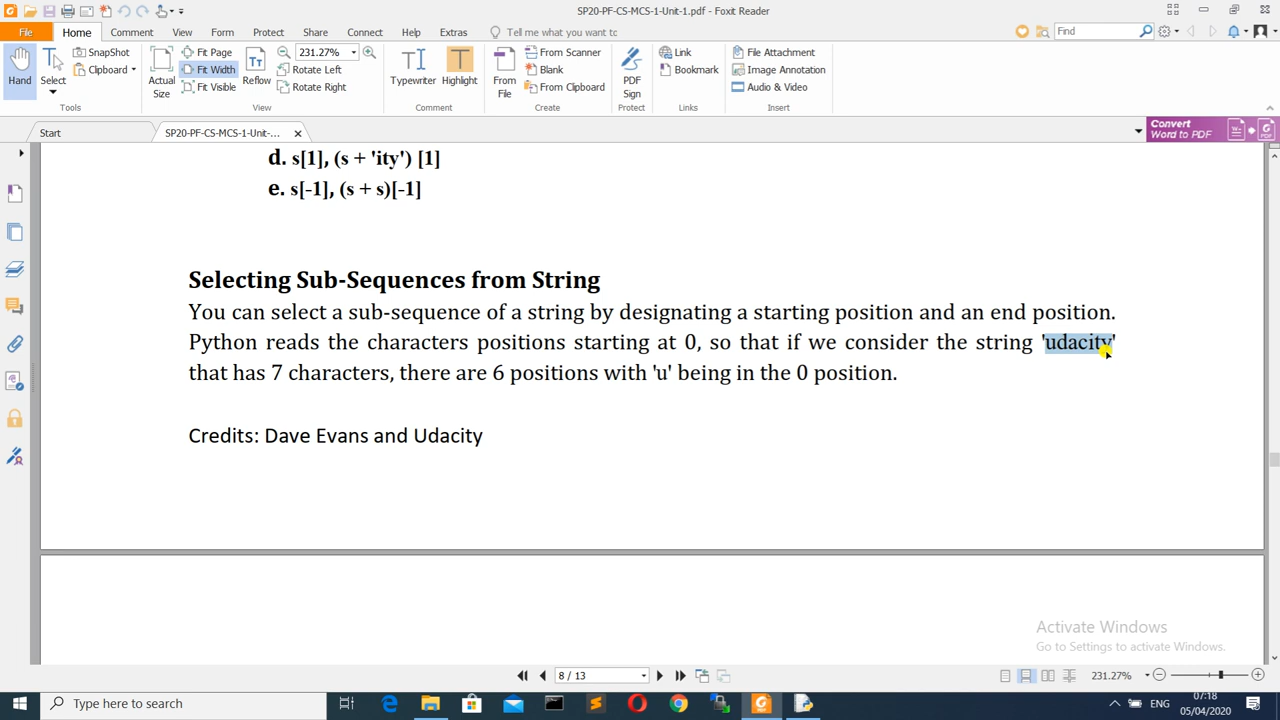 SP20-PF-CS-MCS-1-Unit-1.pdf - Foxit Reader
File Home Comment View Form Protect Share Connect Help Extras Tell me what you want to Find
Hand
Select
SnapShot
Clipboard
Actual Size
Fit Page
Fit Width
Fit Visible
Reflow
231.27%
Rotate Left
Rotate Right
Typewriter
Highlight
From File
From Scanner
Blank
From Clipboard
PDF Sign
Link
Bookmark
File Attachment
Image Annotation
Audio & Video
Tools View Comment Create Protect Links Insert
Start SP20-PF-CS-MCS-1-Unit-...
Convert
Word to PDF
d. s[1], (s + 'ity') [1]
e. s[-1], (s + s)[-1]
Selecting Sub-Sequences from String
You can select a sub-sequence of a string by designating a starting position and an end position.
Python reads the characters positions starting at 0, so that if we consider the string 'udacity'
that has 7 characters, there are 6 positions with 'u' being in the 0 position.
Credits: Dave Evans and Udacity
Activate Windows
Go to Settings to activate Windows.
8 / 13 231.27%
Type here to search
ENG
07:18
05/04/2020